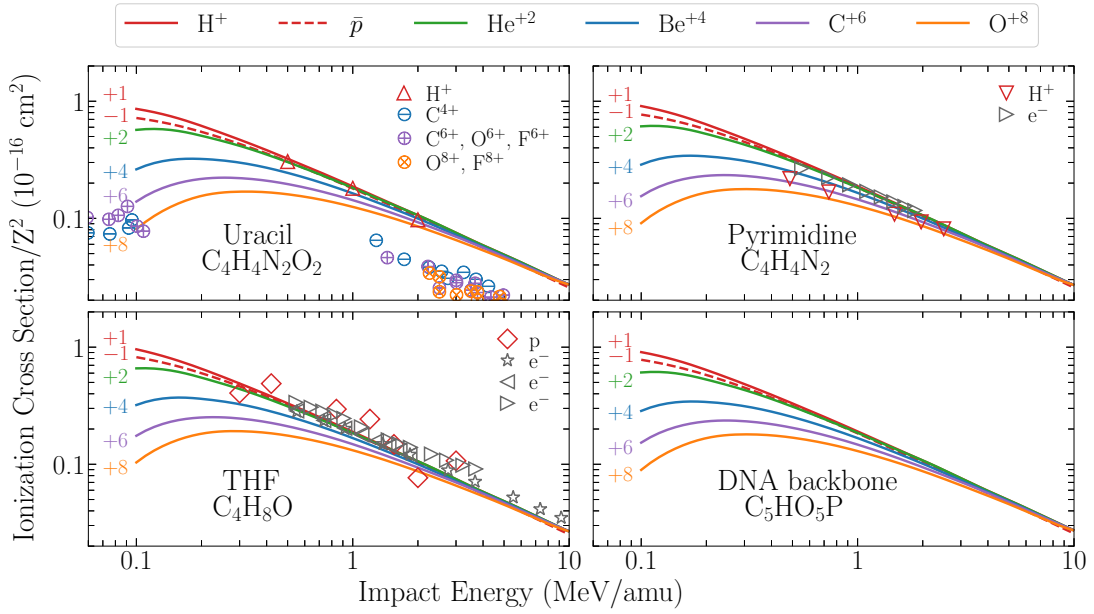 H⁺ p̄ He⁺² Be⁺⁴ C⁺⁶ O⁺⁸
Ionization Cross Section/Z² (10⁻¹⁶ cm²)
1
0.1
+1
−1
+2
+4
+6
+8
H⁺
C⁴⁺
C⁶⁺, O⁶⁺, F⁶⁺
O⁸⁺, F⁸⁺
Uracil
C₄H₄N₂O₂
+1
−1
+2
+4
+6
+8
H⁺
e⁻
Pyrimidine
C₄H₄N₂
1
0.1
+1
−1
+2
+4
+6
+8
p
e⁻
e⁻
e⁻
THF
C₄H₈O
0.1 1 10
+1
−1
+2
+4
+6
+8
DNA backbone
C₅HO₅P
0.1 1 10
Impact Energy (MeV/amu)